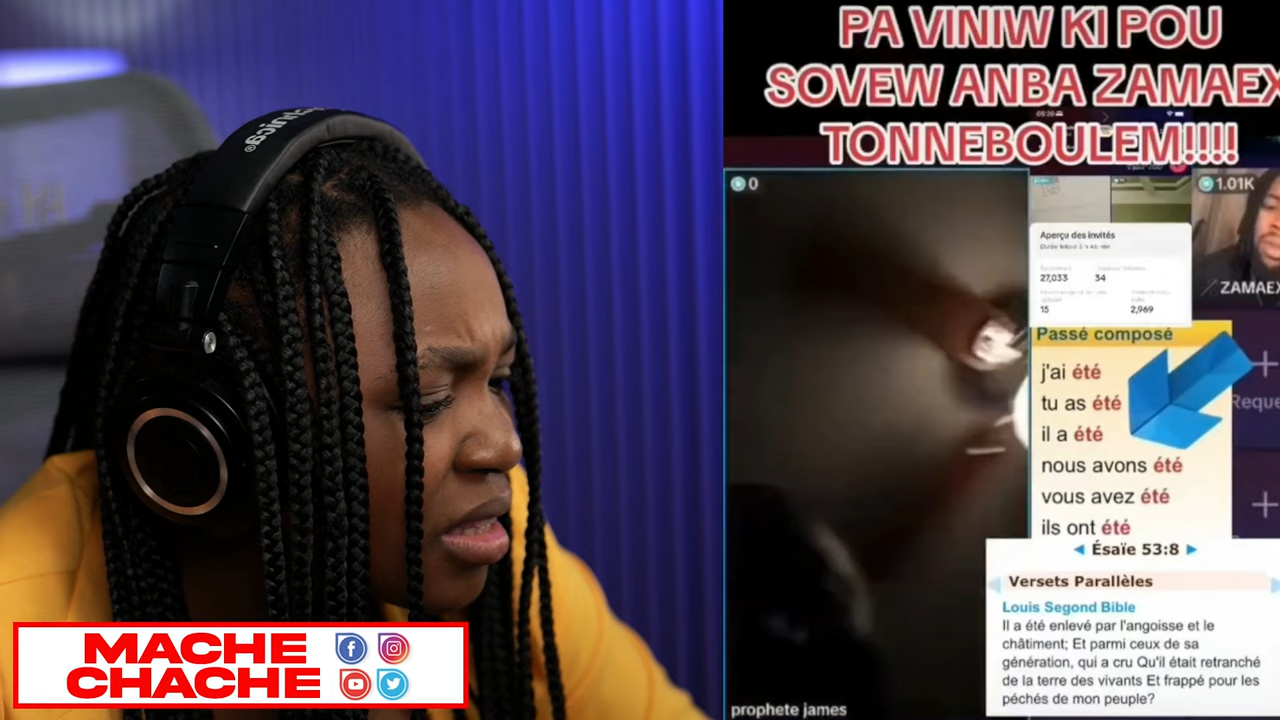 PA VINIW KI POU
SOVEW ANBA ZAMAEX
TONNEBOULEM!!!!
0
1.01K
ZAMAEX
Aperçu des invités
27,033
34
15
2,969
Passé composé
j'ai été
tu as été
il a été
nous avons été
vous avez été
ils ont été
Reque
Ésaïe 53:8
Versets Parallèles
Louis Segond Bible
Il a été enlevé par l'angoisse et le
châtiment; Et parmi ceux de sa
génération, qui a cru Qu'il était retranché
de la terre des vivants Et frappé pour les
péchés de mon peuple?
prophete james
MACHE
CHACHE